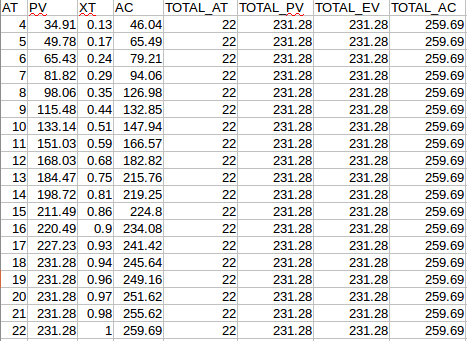 AT PV XT AC TOTAL_AT TOTAL_PV TOTAL_EV TOTAL_AC
4 34.91 0.13 46.04 22 231.28 231.28 259.69
5 49.78 0.17 65.49 22 231.28 231.28 259.69
6 65.43 0.24 79.21 22 231.28 231.28 259.69
7 81.82 0.29 94.06 22 231.28 231.28 259.69
8 98.06 0.35 126.98 22 231.28 231.28 259.69
9 115.48 0.44 132.85 22 231.28 231.28 259.69
10 133.14 0.51 147.94 22 231.28 231.28 259.69
11 151.03 0.59 166.57 22 231.28 231.28 259.69
12 168.03 0.68 182.82 22 231.28 231.28 259.69
13 184.47 0.75 215.76 22 231.28 231.28 259.69
14 198.72 0.81 219.25 22 231.28 231.28 259.69
15 211.49 0.86 224.8 22 231.28 231.28 259.69
16 220.49 0.9 234.08 22 231.28 231.28 259.69
17 227.23 0.93 241.42 22 231.28 231.28 259.69
18 231.28 0.94 245.64 22 231.28 231.28 259.69
19 231.28 0.96 249.16 22 231.28 231.28 259.69
20 231.28 0.97 251.62 22 231.28 231.28 259.69
21 231.28 0.98 255.62 22 231.28 231.28 259.69
22 231.28 1 259.69 22 231.28 231.28 259.69